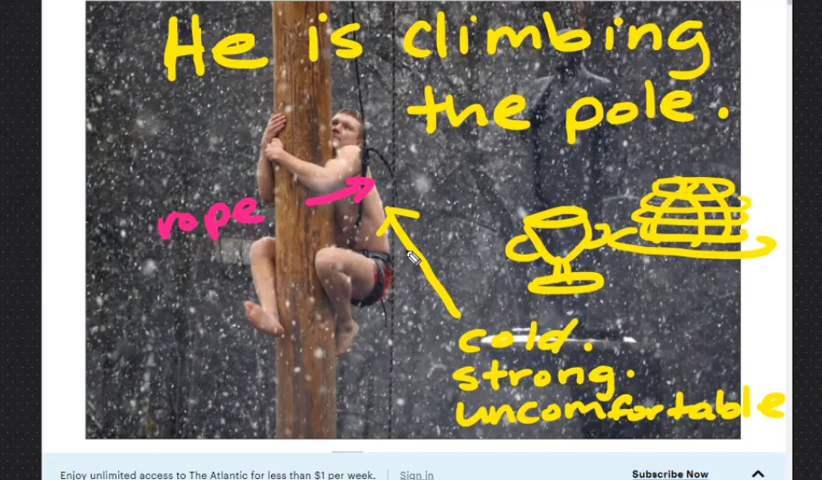 He is climbing
the pole.
rope
cold.
strong.
uncomfortable
Enjoy unlimited access to The Atlantic for less than $1 per week.
Sign in
Subscribe Now